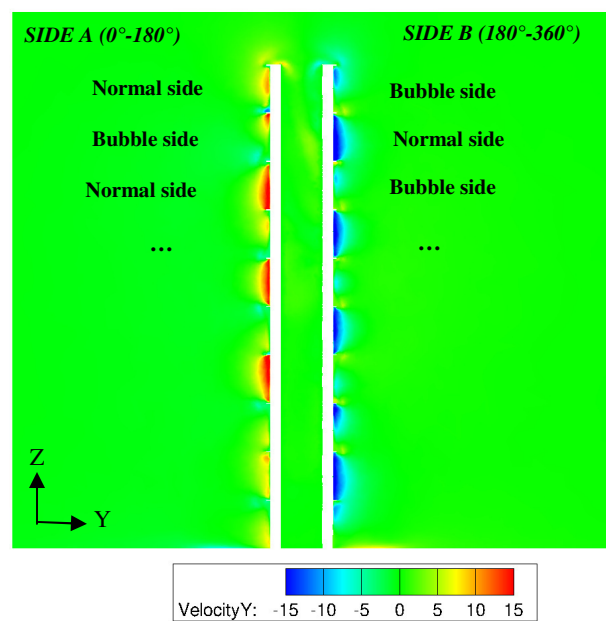 SIDE A (0°-180°)
SIDE B (180°-360°)
Normal side
Bubble side
Bubble side
Normal side
Normal side
Bubble side
...
...
Z
Y
VelocityY: -15 -10 -5 0 5 10 15